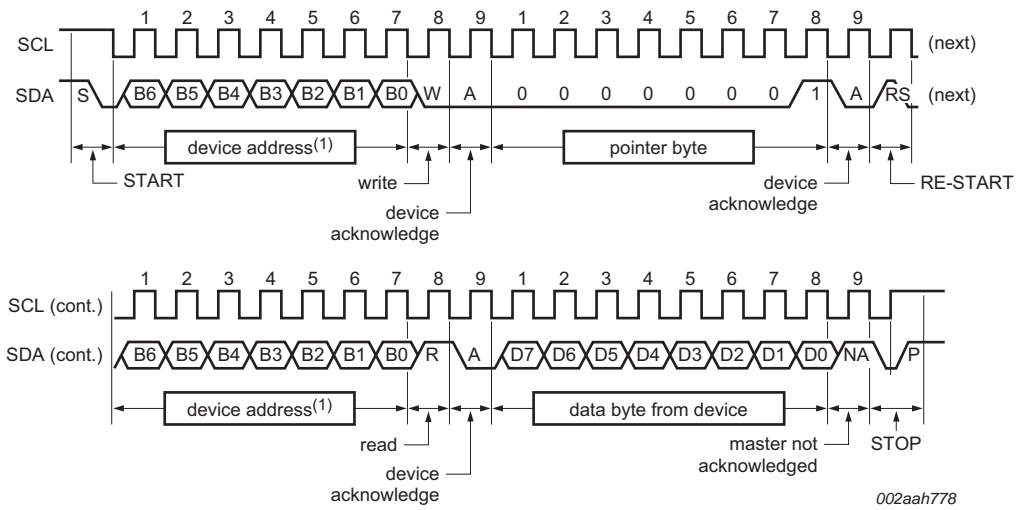 1 2 3 4 5 6 7 8 9 1 2 3 4 5 6 7 8 9
SCL (next)
SDA S B6 B5 B4 B3 B2 B1 B0 W A 0 0 0 0 0 0 0 1 A RS (next)
device address(1) pointer byte
START write device RE-START
device acknowledge
acknowledge
1 2 3 4 5 6 7 8 9 1 2 3 4 5 6 7 8 9
SCL (cont.)
SDA (cont.) B6 B5 B4 B3 B2 B1 B0 R A D7 D6 D5 D4 D3 D2 D1 D0 NA P
device address(1) data byte from device
read master not STOP
device acknowledged
acknowledge
002aah778